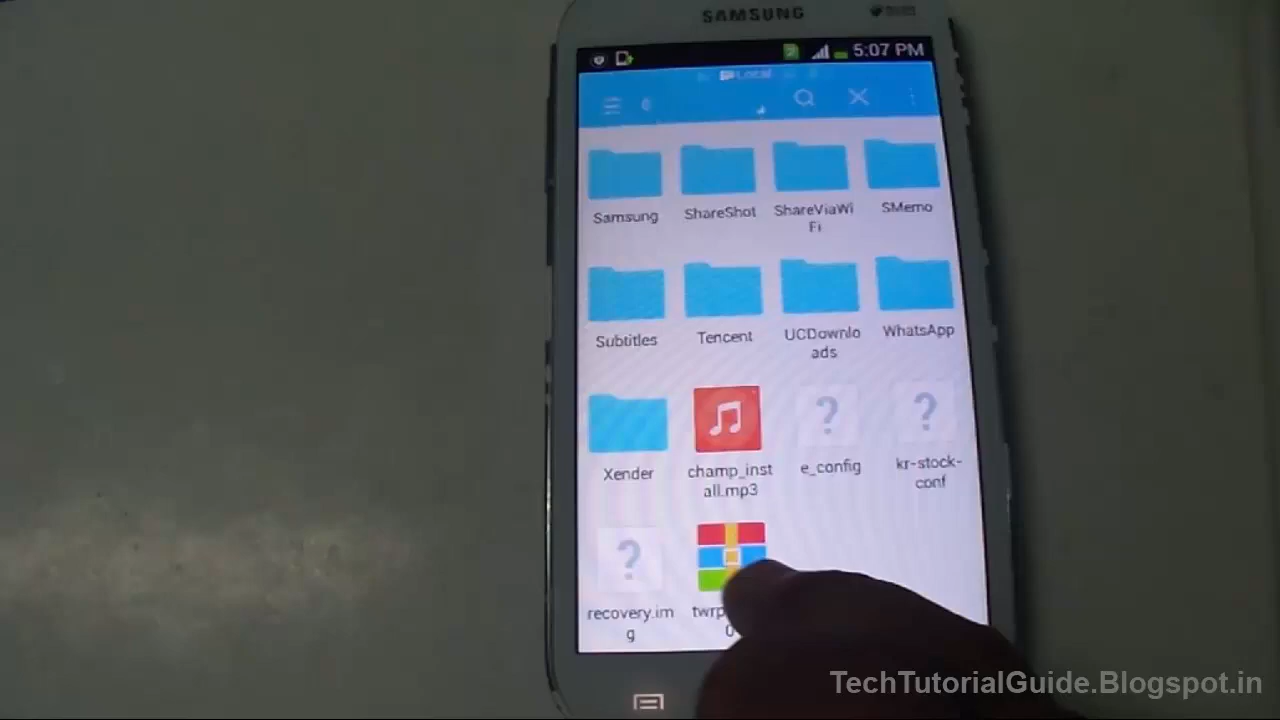 SAMSUNG
5:07 PM
Local
Samsung
ShareShot
ShareViaWi
Fi
SMemo
Subtitles
Tencent
UCDownlo
ads
WhatsApp
Xender
champ_inst
all.mp3
e_config
kr-stock-
conf
recovery.im
g
TechTutorialGuide.Blogspot.in